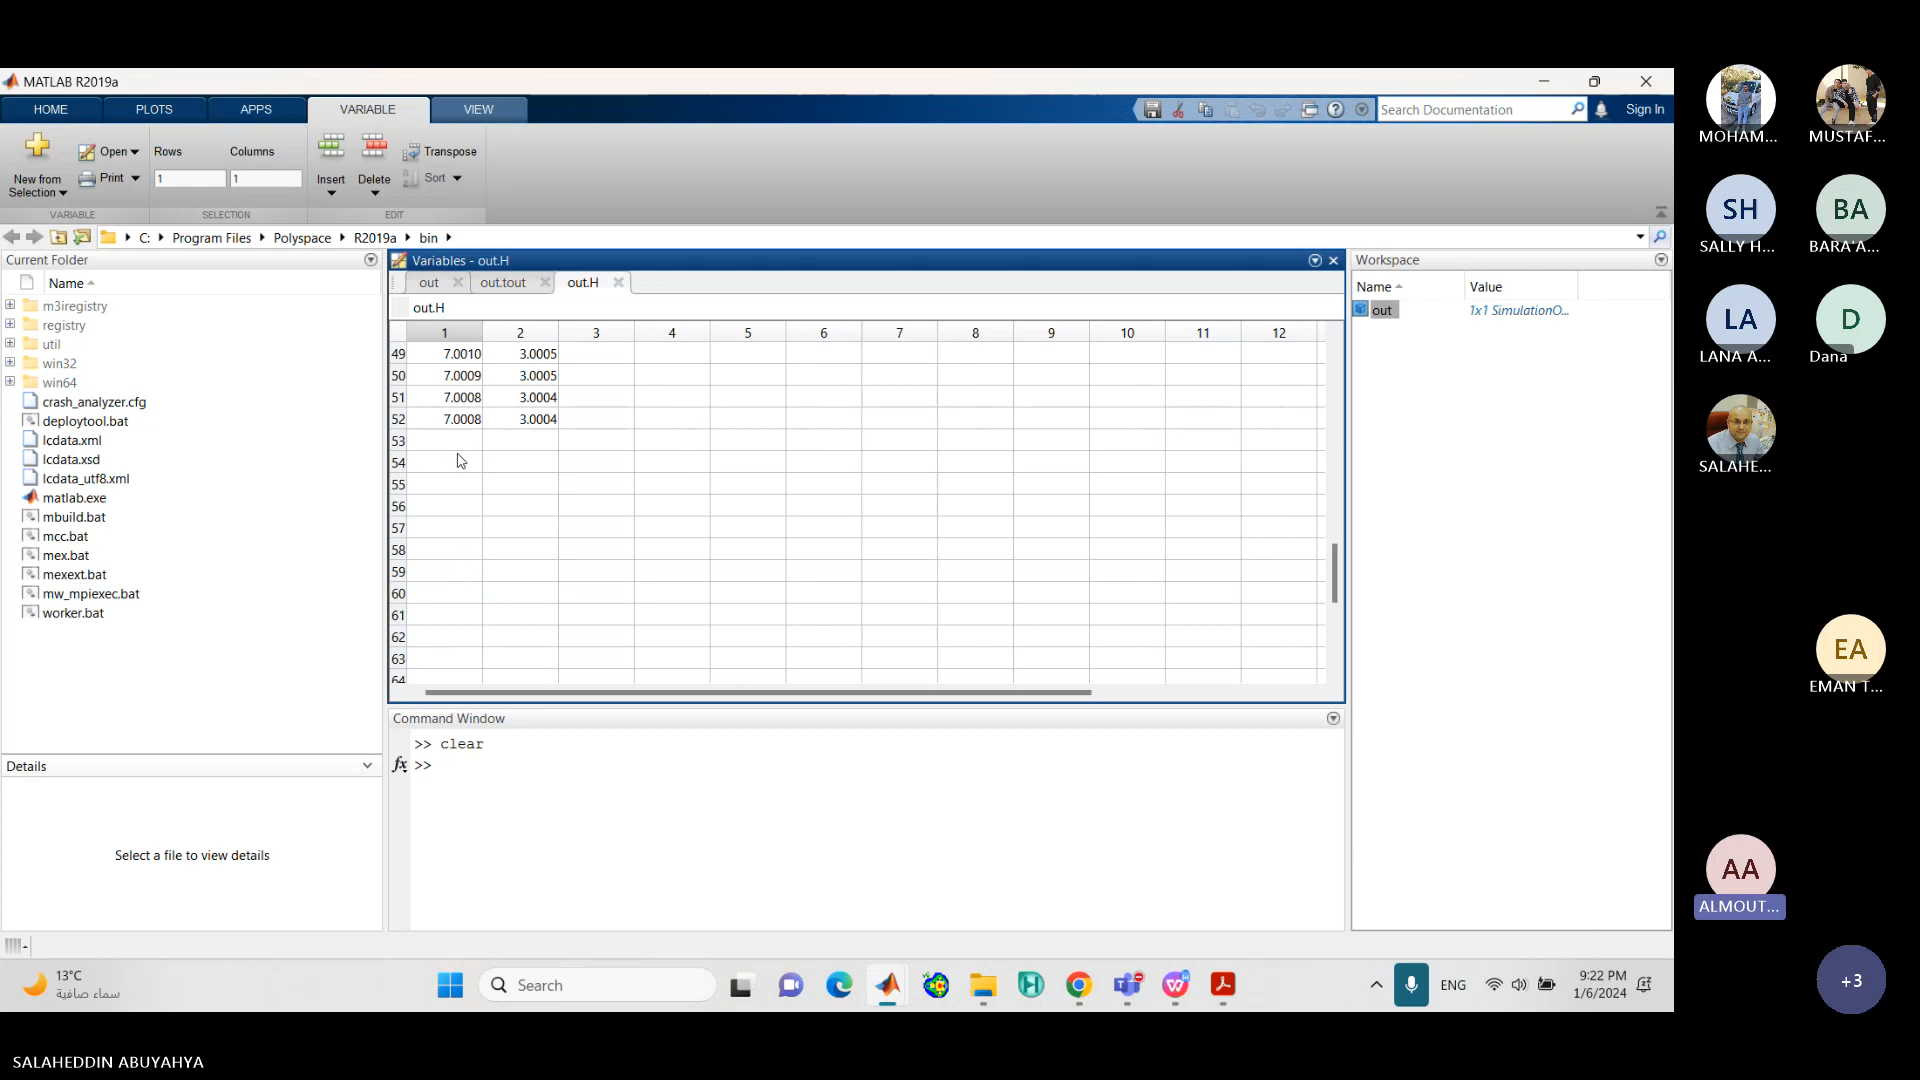 MATLAB R2019a
HOME PLOTS APPS VARIABLE VIEW
Search Documentation
Sign In
New from Selection
Open
Print
Rows
Columns
1
1
Insert
Delete
Transpose
Sort
VARIABLE SELECTION EDIT
C: Program Files Polyspace R2019a bin
Current Folder
Name
m3iregistry
registry
util
win32
win64
crash_analyzer.cfg
deploytool.bat
lcdata.xml
lcdata.xsd
lcdata_utf8.xml
matlab.exe
mbuild.bat
mcc.bat
mex.bat
mexext.bat
mw_mpiexec.bat
worker.bat
Details
Select a file to view details
Variables - out.H
out out.tout out.H
out.H
1 2 3 4 5 6 7 8 9 10 11 12
49 7.0010 3.0005
50 7.0009 3.0005
51 7.0008 3.0004
52 7.0008 3.0004
53
54
55
56
57
58
59
60
61
62
63
64
Command Window
>> clear
fx >>
Workspace
Name Value
out 1x1 SimulationO...
MOHAM...
MUSTAF...
SH
SALLY H...
BA
BARA'A...
LA
LANA A...
D
Dana
SALAHE...
EA
EMAN T...
AA
ALMOUT...
+3
13°C
سماء صافية
Search
ENG
9:22 PM
1/6/2024
SALAHEDDIN ABUYAHYA